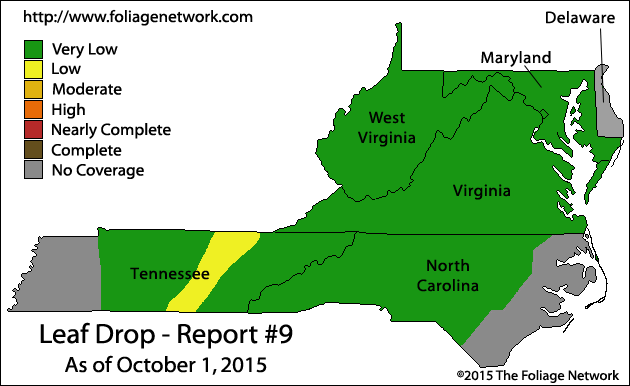 http://www.foliagenetwork.com
Delaware
Maryland
Very Low
Low
Moderate
High
Nearly Complete
Complete
No Coverage
West
Virginia
Virginia
Tennessee
North
Carolina
Leaf Drop - Report #9
As of October 1, 2015
©2015 The Foliage Network